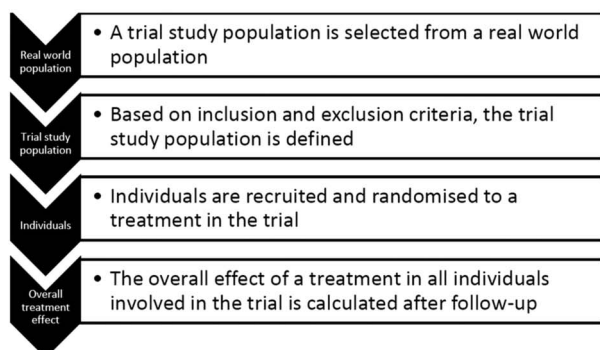 Real world
population
• A trial study population is selected from a real world
population
Trial study
population
• Based on inclusion and exclusion criteria, the trial
study population is defined
Individuals
• Individuals are recruited and randomised to a
treatment in the trial
Overall
treatment
effect
• The overall effect of a treatment in all individuals
involved in the trial is calculated after follow-up